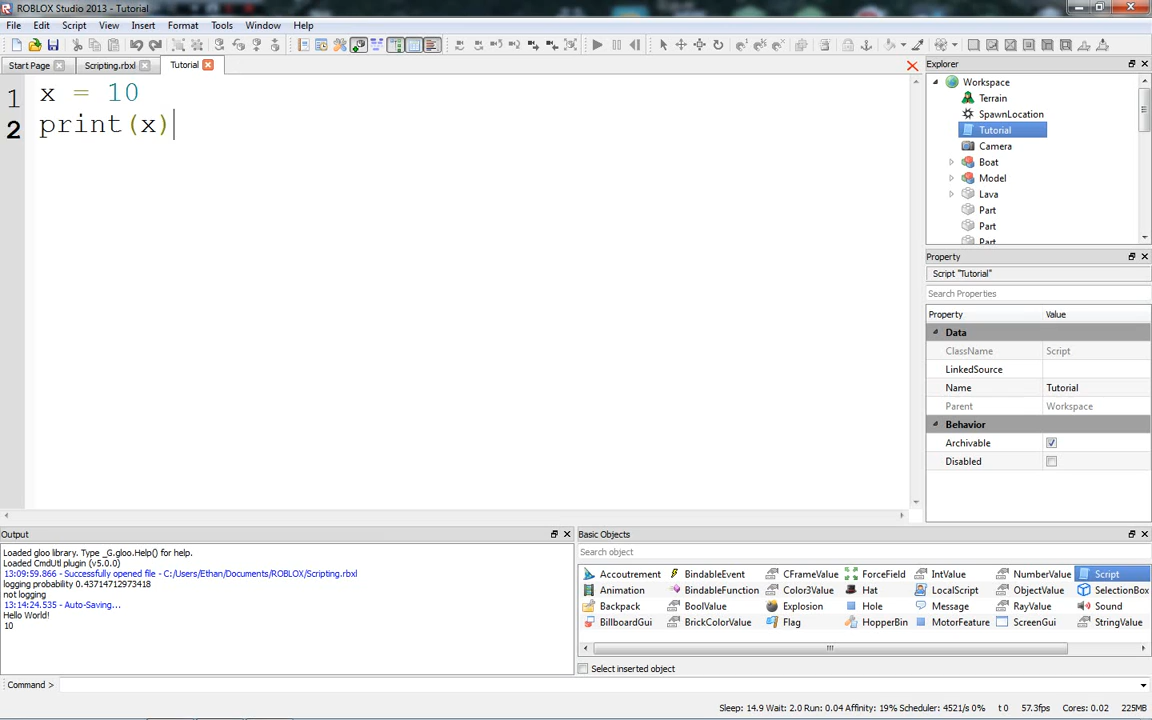 ROBLOX Studio 2013 - Tutorial
File Edit Script View Insert Format Tools Window Help
Start Page Scripting.rbxl Tutorial
1 x = 10
2 print(x)
Explorer
Workspace
Terrain
SpawnLocation
Tutorial
Camera
Boat
Model
Lava
Part
Part
Part
Property
Script "Tutorial"
Search Properties
Property Value
Data
ClassName Script
LinkedSource
Name Tutorial
Parent Workspace
Behavior
Archivable
Disabled
Output
Loaded gloo library. Type _G.gloo.Help() for help.
Loaded CmdUtl plugin (v5.0.0)
13:09:59.866 - Successfully opened file - C:/Users/Ethan/Documents/ROBLOX/Scripting.rbxl
logging probability 0.43714712973418
not logging
13:14:24.535 - Auto-Saving...
Hello World!
10
Basic Objects
Search object
Accoutrement BindableEvent CFrameValue ForceField IntValue NumberValue Script
Animation BindableFunction Color3Value Hat LocalScript ObjectValue SelectionBox
Backpack BoolValue Explosion Hole Message RayValue Sound
BillboardGui BrickColorValue Flag HopperBin MotorFeature ScreenGui StringValue
Select inserted object
Command >
Sleep: 14.9 Wait: 2.0 Run: 0.04 Affinity: 19% Scheduler: 4521/s 0% t 0 57.3fps Cores: 0.02 225MB